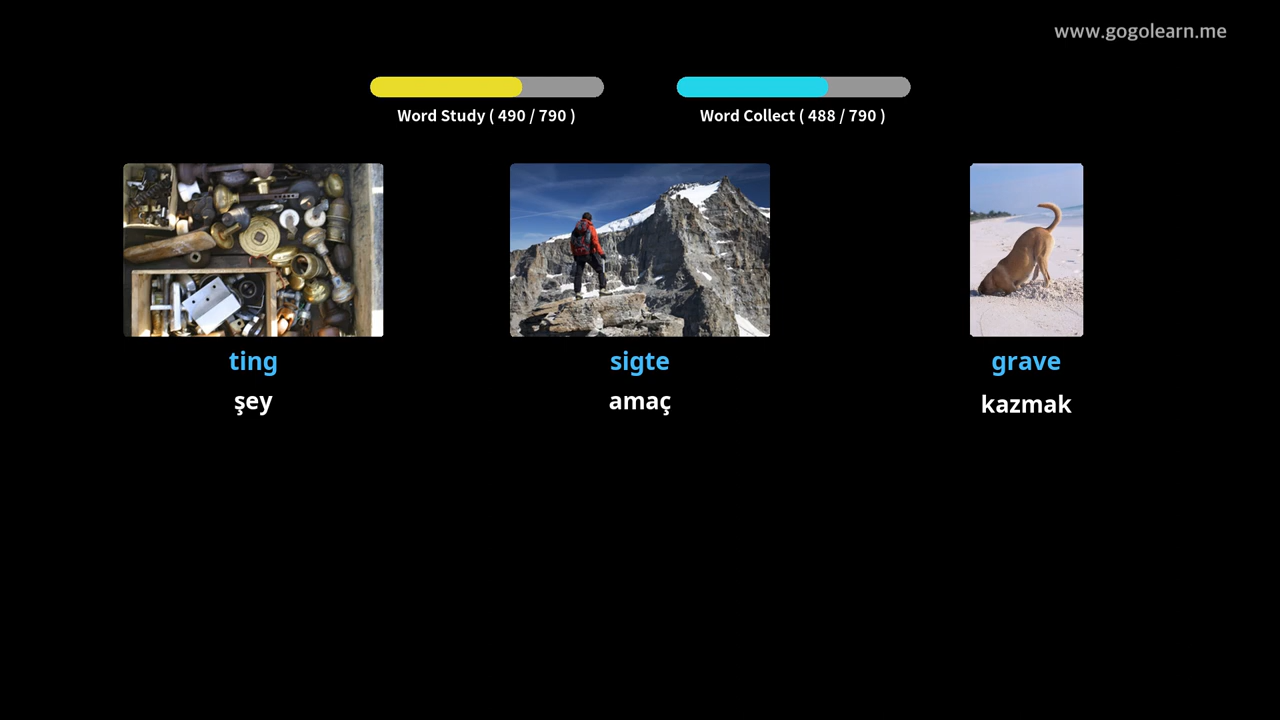 www.gogolearn.me
Word Study ( 490 / 790 )
Word Collect ( 488 / 790 )
ting
sigte
grave
şey
amaç
kazmak